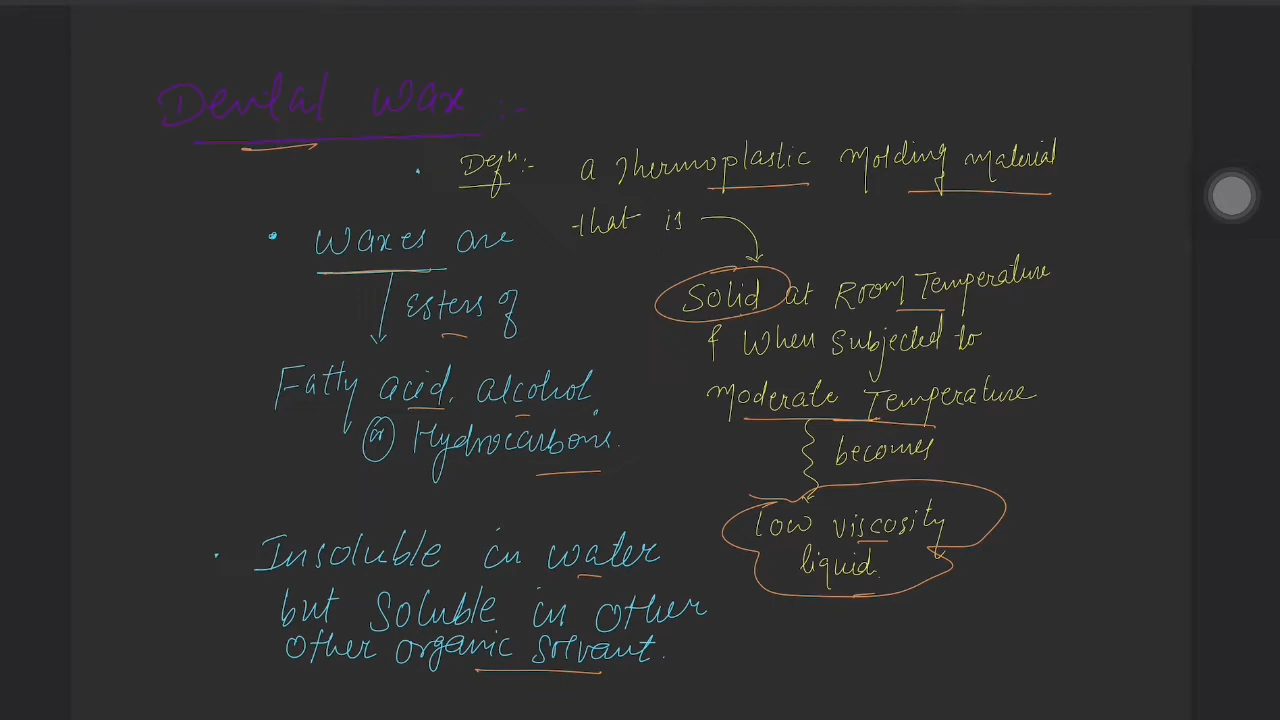 Dental Wax :-
Defn :- a Thermoplastic Molding Material
that is
Solid at Room Temperature
& When Subjected to
Moderate Temperature
becomes
low viscosity
liquid.
• Waxes are
Esters of
Fatty acid, alcohol
(or) Hydrocarbons.
• Insoluble in water
but Soluble in Other
Other organic solvant.